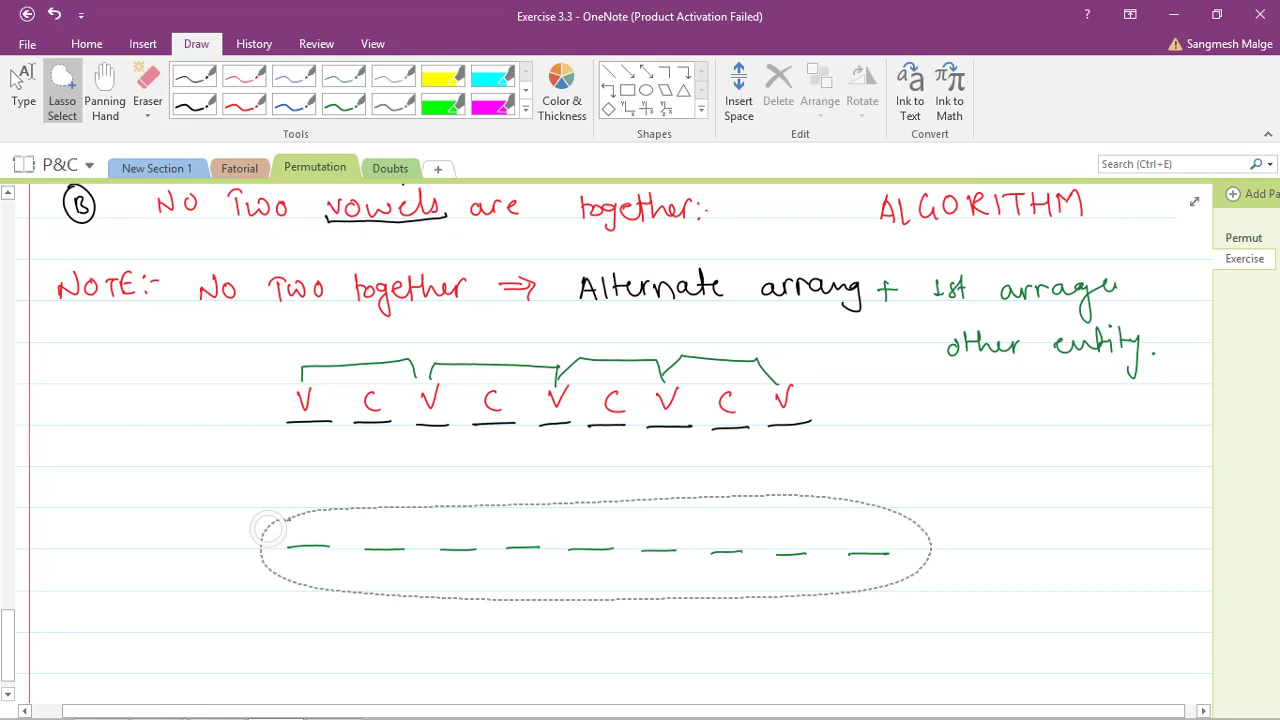 Exercise 3.3 - OneNote (Product Activation Failed)
?
File Home Insert Draw History Review View Sangmesh Malge
Type Lasso Select Panning Hand Eraser Color & Thickness Insert Space Delete Arrange Rotate Ink to Text Ink to Math
Tools Shapes Edit Convert
P&C New Section 1 Fatorial Permutation Doubts + Search (Ctrl+E)
Add Pa
Permut
Exercise
B NO Two vowels are together:- ALGORITHM
NOTE:- NO Two together ⇒ Alternate arrang + 1st arrage
other entity.
V C V C V C V C V